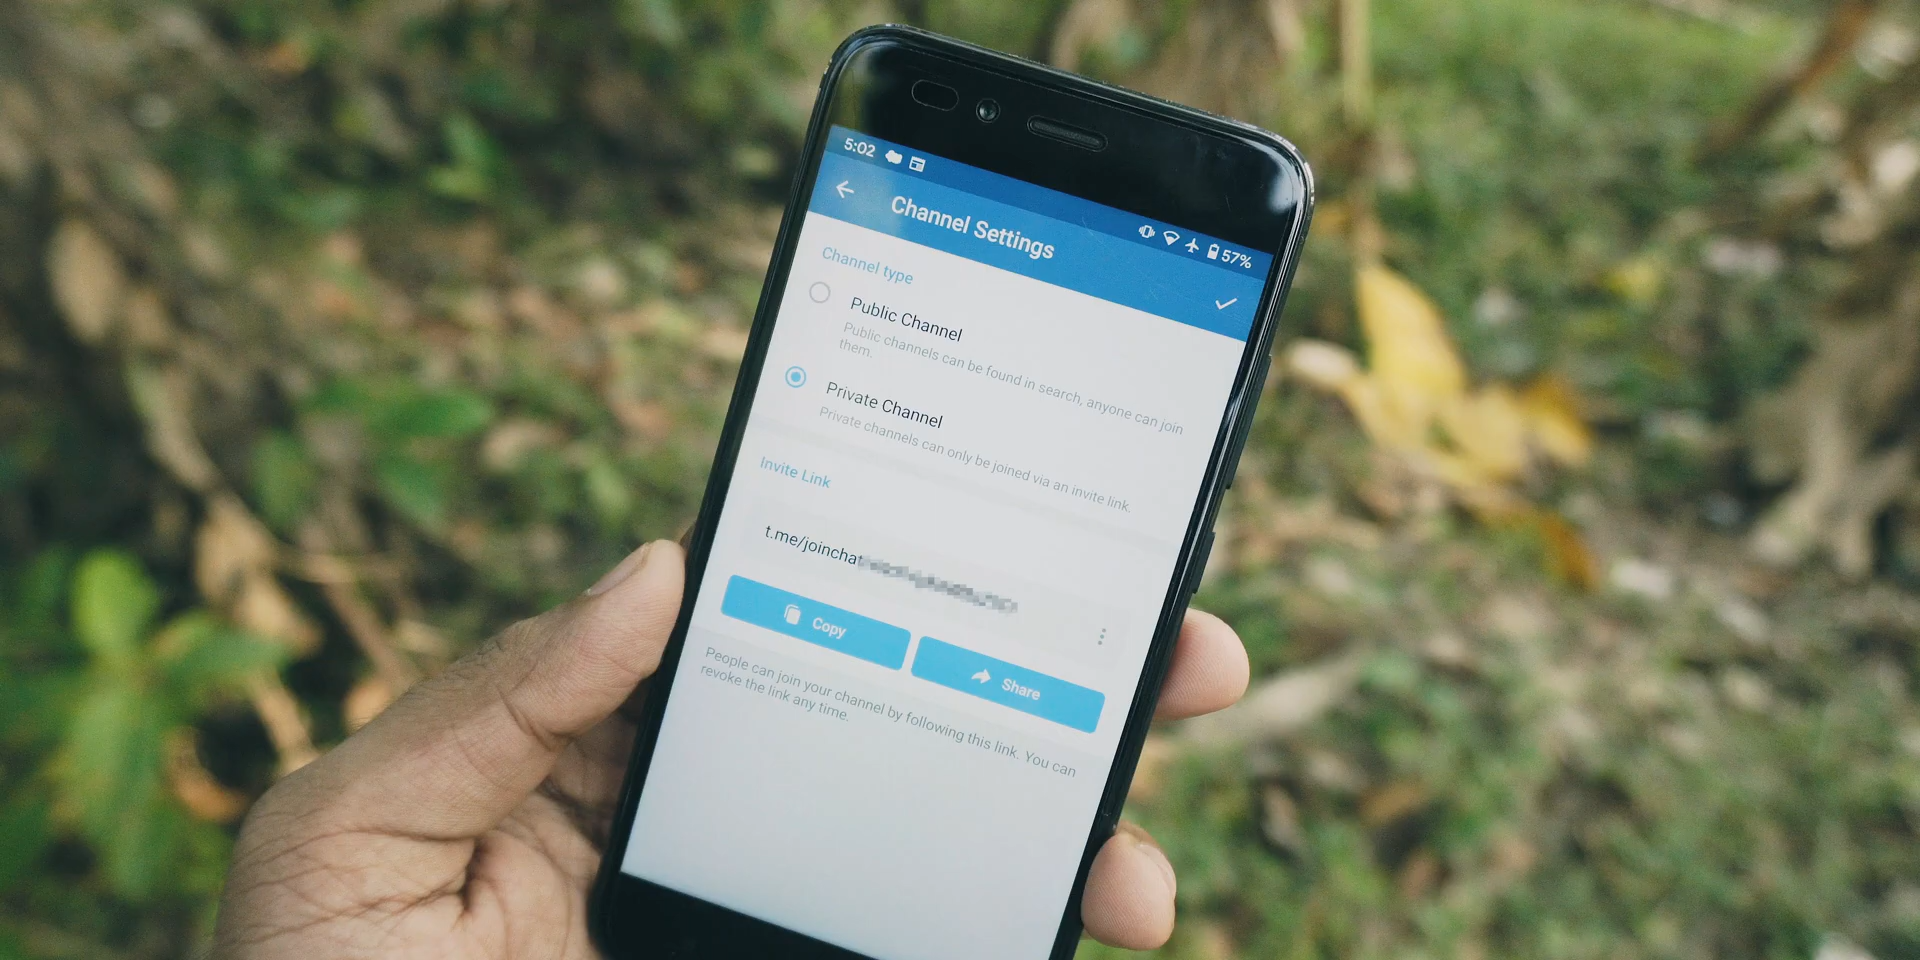 5:02
57%
Channel Settings
Channel type
Public Channel
Public channels can be found in search, anyone can join
them.
Private Channel
Private channels can only be joined via an invite link.
Invite Link
t.me/joinchat
Copy
Share
People can join your channel by following this link. You can
revoke the link any time.